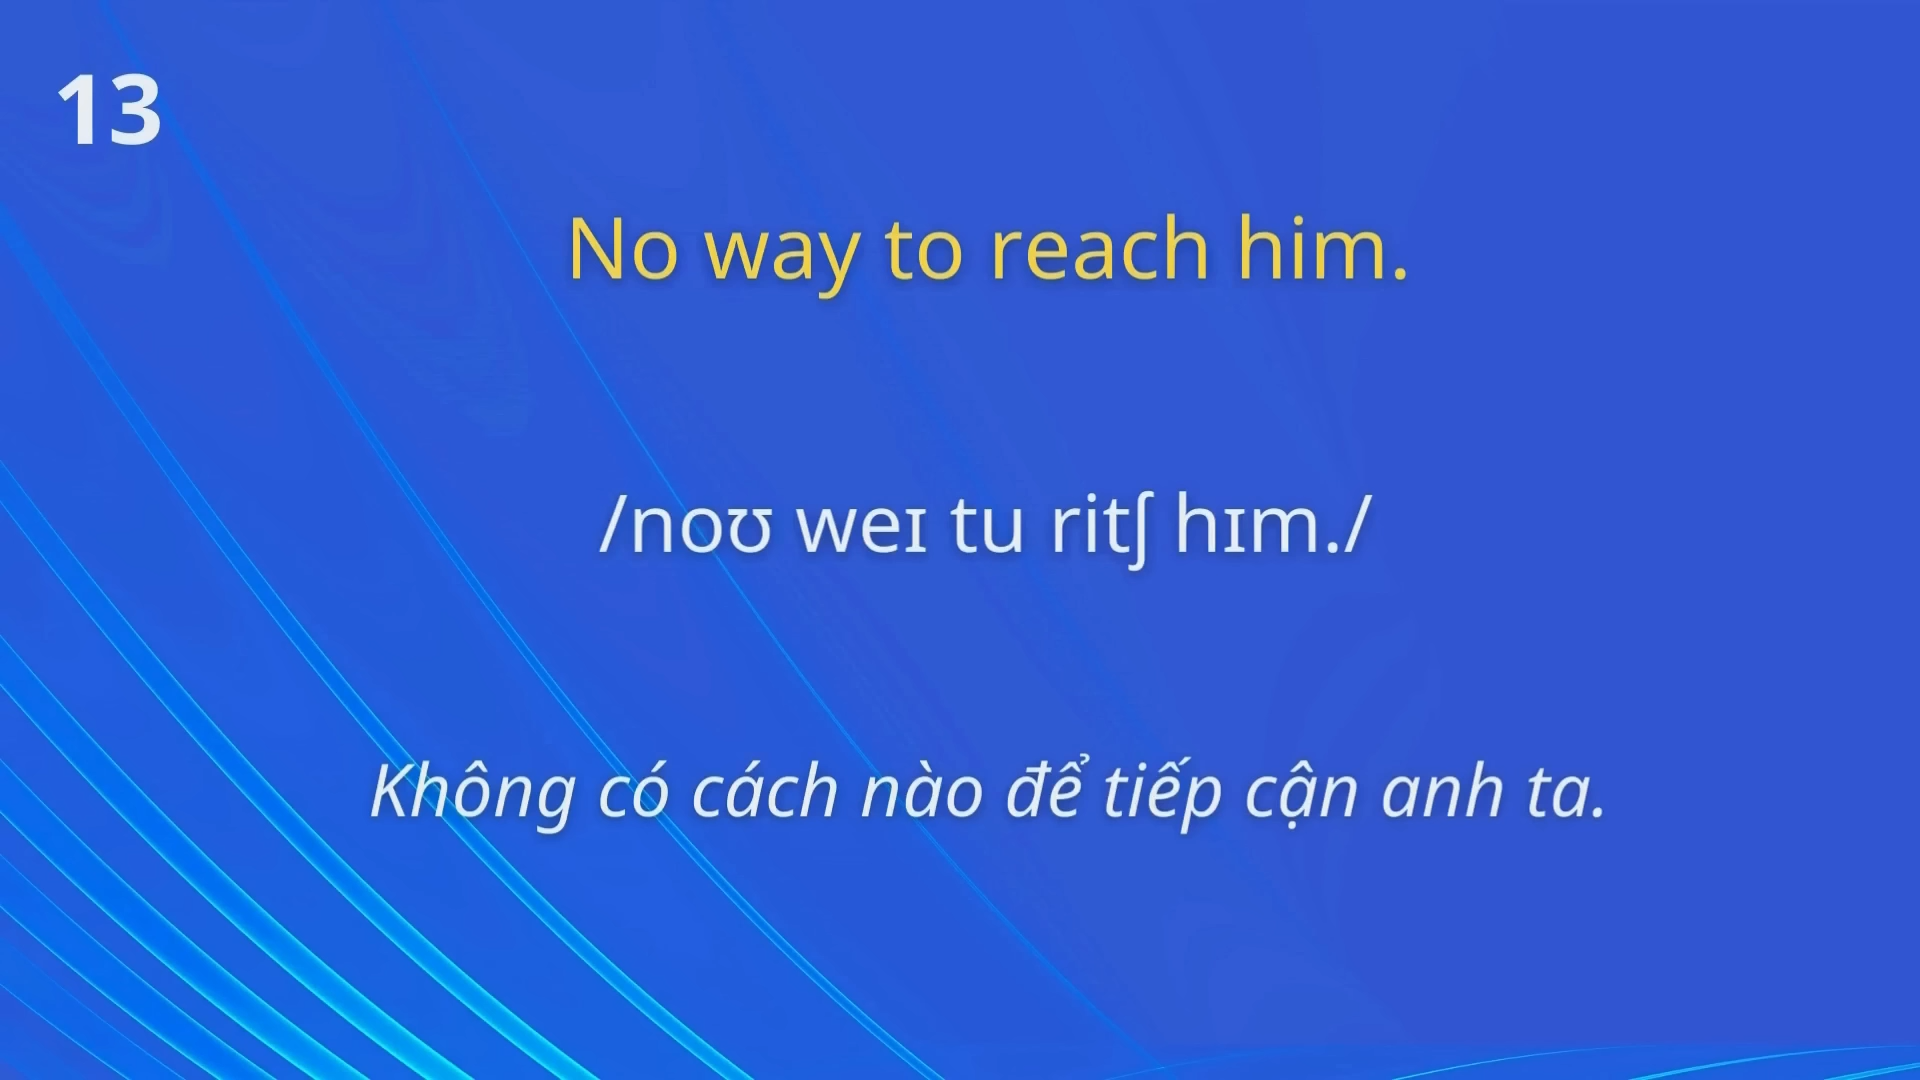 13
No way to reach him.
/noʊ weɪ tu ritʃ hɪm./
Không có cách nào để tiếp cận anh ta.